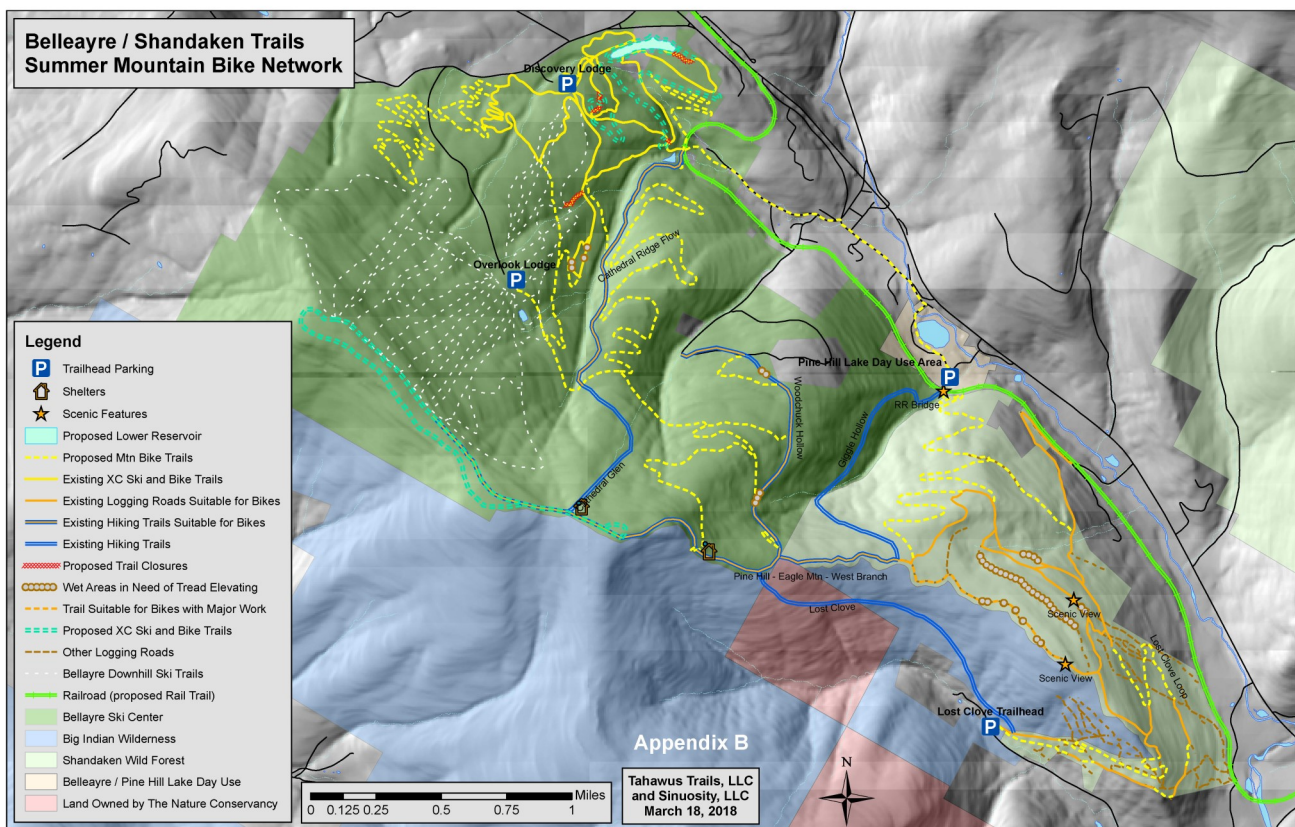 Belleayre / Shandaken Trails
Summer Mountain Bike Network
Discovery Lodge
P
Cathedral Ridge Flow
Overlook Lodge
P
Pine Hill Lake Day Use Area
P
RR Bridge
Woodchuck Hollow
Giggle Hollow
Cathedral Glen
Pine Hill - Eagle Mtn - West Branch
Lost Clove
Scenic View
Scenic View
Lost Clove Loop
Lost Clove Trailhead
P
Legend
P Trailhead Parking
Shelters
Scenic Features
Proposed Lower Reservoir
Proposed Mtn Bike Trails
Existing XC Ski and Bike Trails
Existing Logging Roads Suitable for Bikes
Existing Hiking Trails Suitable for Bikes
Existing Hiking Trails
Proposed Trail Closures
Wet Areas in Need of Tread Elevating
Trail Suitable for Bikes with Major Work
Proposed XC Ski and Bike Trails
Other Logging Roads
Bellayre Downhill Ski Trails
Railroad (proposed Rail Trail)
Bellayre Ski Center
Big Indian Wilderness
Shandaken Wild Forest
Belleayre / Pine Hill Lake Day Use
Land Owned by The Nature Conservancy
Miles
0 0.125 0.25 0.5 0.75 1
Appendix B
Tahawus Trails, LLC
and Sinuosity, LLC
March 18, 2018
N